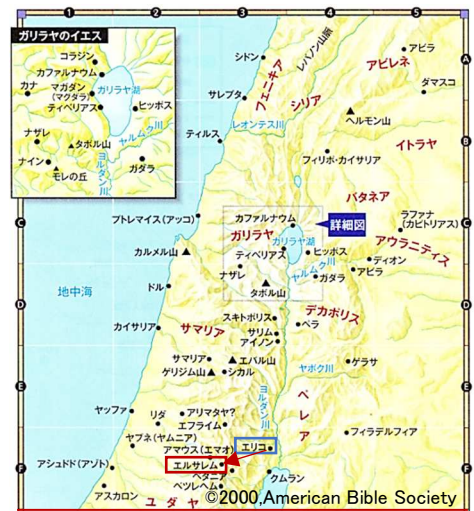 1 2 3 4 5
ガリラヤのイエス
コラジン
カファルナウム
カナ
マガダン
(マグダラ)
ガリラヤ湖
ティベリアス
ヒッポス
ナザレ
タボル山
ヤルムク川
ナイン
モレの丘
ヨルダン川
ガダラ
A
B
C
D
E
F
シドン
レバノン山脈
アビラ
アビレネ
フェニキア
サレプタ
シリア
ダマスコ
レオンテス川
ヘルモン山
ティルス
イトラヤ
フィリポ・カイサリア
バタネア
プトレマイス(アッコ)
カファルナウム
詳細図
ラファナ
(カピトリアス)
ガリラヤ
ガリラヤ湖
アウラニティス
カルメル山
ティベリアス
ヒッポス
ディオン
ナザレ
ヤルムク川
アビラ
ガダラ
タボル山
地中海
ドル
デカポリス
スキトポリス
ペラ
カイサリア
サマリア
サリム
アイノン
サマリア
エバル山
ヤボク川
ゲラサ
ゲリジム山
シカル
ヨルダン川
ペレア
ヤッファ
リダ
アリマタヤ?
エフライム
フィラデルフィア
ヤブネ(ヤムニア)
アマウス(エマオ)
エリコ
アシュドド(アゾト)
エルサレム
ベタニア
クムラン
ベツレヘム
アスカロン
ユダヤ
©2000,American Bible Society